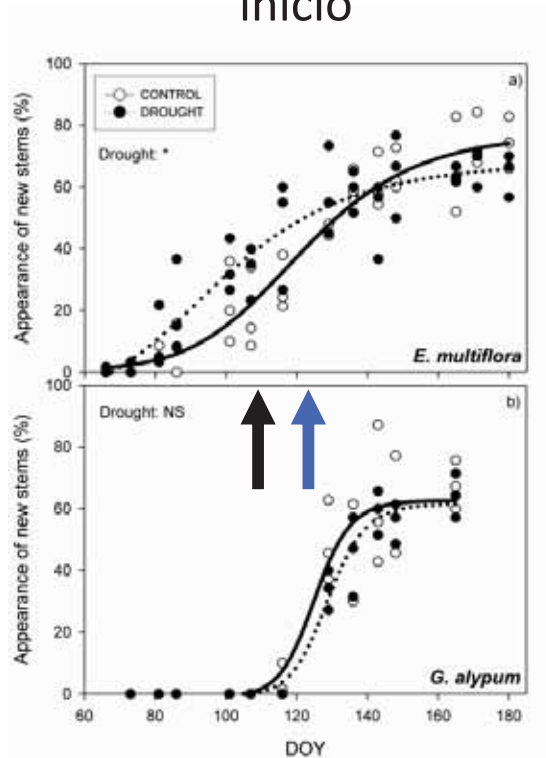 Inicio
100
a)
CONTROL
DROUGHT
80
Drought: *
60
40
20
0
Appearance of new stems (%)
E. multiflora
100
b)
Drought: NS
80
60
40
20
0
Appearance of new stems (%)
G. alypum
60 80 100 120 140 160 180
DOY